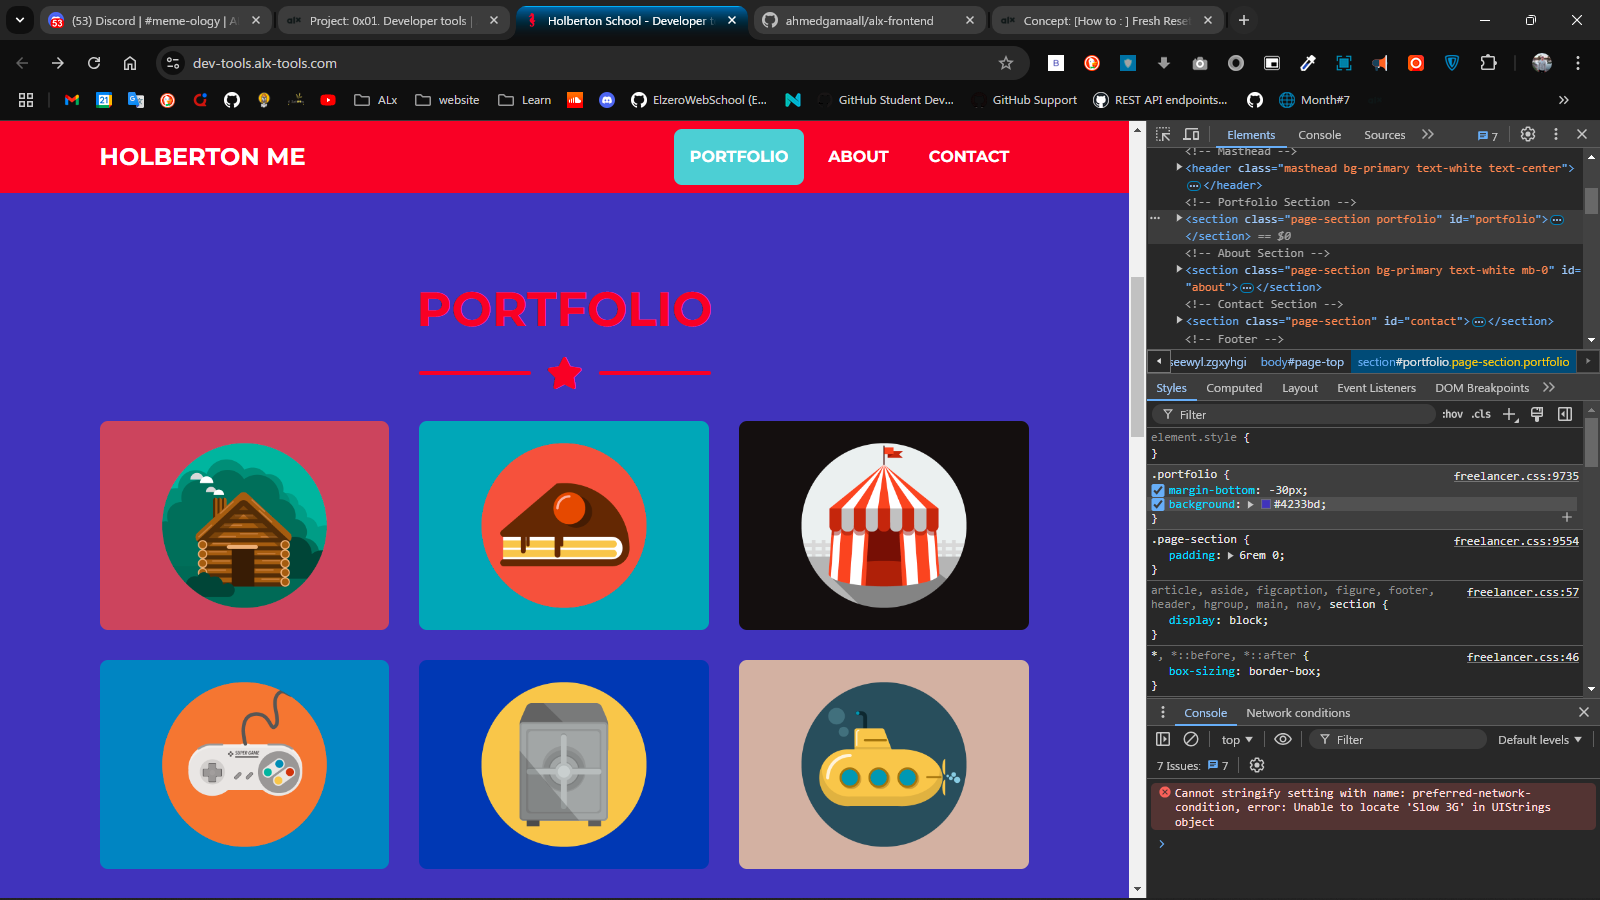 (53) Discord | #meme-ology | A
Project: 0x01. Developer tools |
Holberton School - Developer t
ahmedgamaall/alx-frontend
Concept: [How to : ] Fresh Rese
dev-tools.alx-tools.com
ALx
website
Learn
ElzeroWebSchool (E...
GitHub Student Dev...
GitHub Support
REST API endpoints...
Month#7
HOLBERTON ME
PORTFOLIO
ABOUT
CONTACT
PORTFOLIO
SUPER GAME
Elements
Console
Sources
7
<!-- Masthead -->
<header class="masthead bg-primary text-white text-center">
</header>
<!-- Portfolio Section -->
<section class="page-section portfolio" id="portfolio">
</section> == $0
<!-- About Section -->
<section class="page-section bg-primary text-white mb-0" id=
"about"></section>
<!-- Contact Section -->
<section class="page-section" id="contact"></section>
<!-- Footer -->
seewyl.zgxyhgi
body#page-top
section#portfolio.page-section.portfolio
Styles
Computed
Layout
Event Listeners
DOM Breakpoints
Filter
:hov
.cls
element.style {
}
.portfolio {
freelancer.css:9735
margin-bottom: -30px;
background: #4233bd;
}
.page-section {
freelancer.css:9554
padding: 6rem 0;
}
article, aside, figcaption, figure, footer,
freelancer.css:57
header, hgroup, main, nav, section {
display: block;
}
*, *::before, *::after {
freelancer.css:46
box-sizing: border-box;
}
Console
Network conditions
top
Filter
Default levels
7 Issues:
7
Cannot stringify setting with name: preferred-network-
condition, error: Unable to locate 'Slow 3G' in UIStrings
object